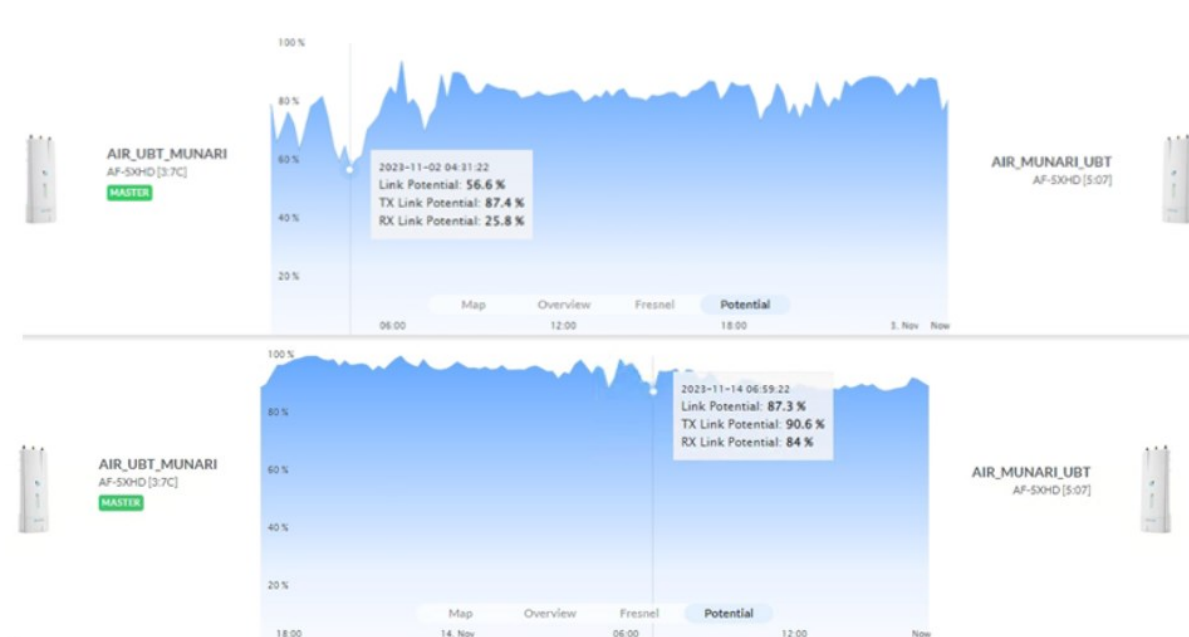 100 %
80 %
60 %
40 %
20 %
AIR_UBT_MUNARI
AF-5XHD [3:7C]
MASTER
2023-11-02 04:31:22
Link Potential: 56.6 %
TX Link Potential: 87.4 %
RX Link Potential: 25.8 %
AIR_MUNARI_UBT
AF-5XHD [5:07]
Map Overview Fresnel Potential
06:00 12:00 18:00 3. Nov Now
100 %
80 %
60 %
40 %
20 %
AIR_UBT_MUNARI
AF-5XHD [3:7C]
MASTER
2023-11-14 06:59:22
Link Potential: 87.3 %
TX Link Potential: 90.6 %
RX Link Potential: 84 %
AIR_MUNARI_UBT
AF-5XHD [5:07]
Map Overview Fresnel Potential
18:00 14. Nov 06:00 12:00 Now